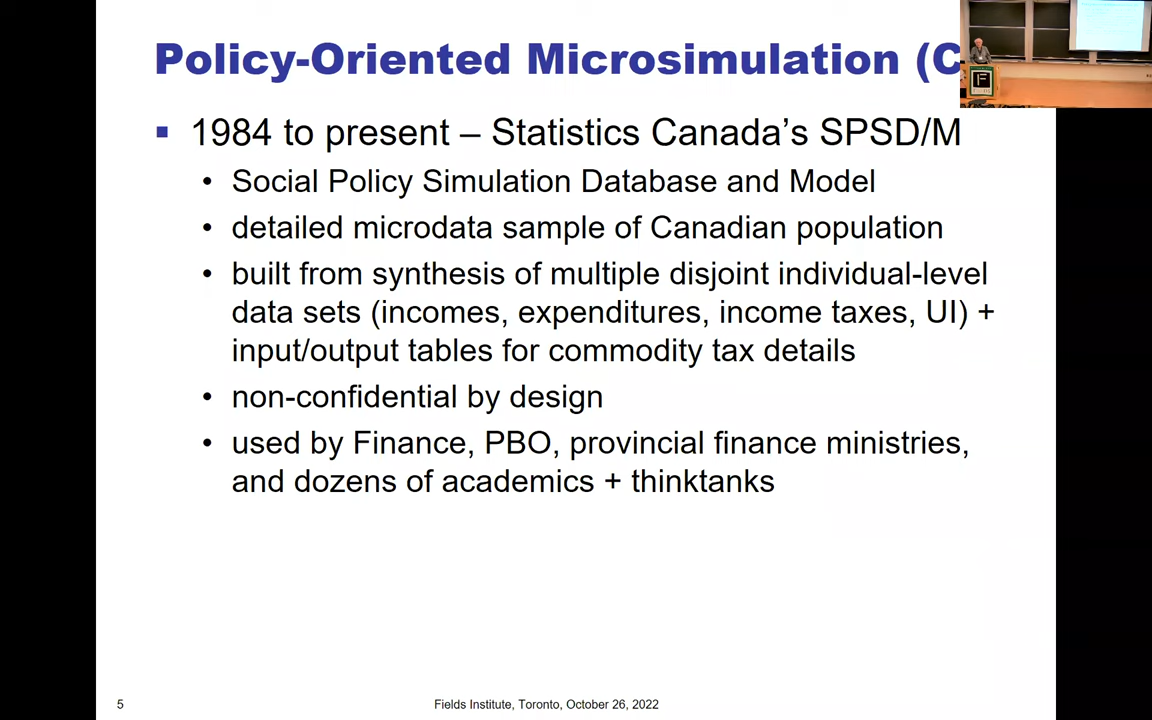 Policy-Oriented Microsimulation (C
▪ 1984 to present – Statistics Canada's SPSD/M
• Social Policy Simulation Database and Model
• detailed microdata sample of Canadian population
• built from synthesis of multiple disjoint individual-level
data sets (incomes, expenditures, income taxes, UI) +
input/output tables for commodity tax details
• non-confidential by design
• used by Finance, PBO, provincial finance ministries,
and dozens of academics + thinktanks
5
Fields Institute, Toronto, October 26, 2022